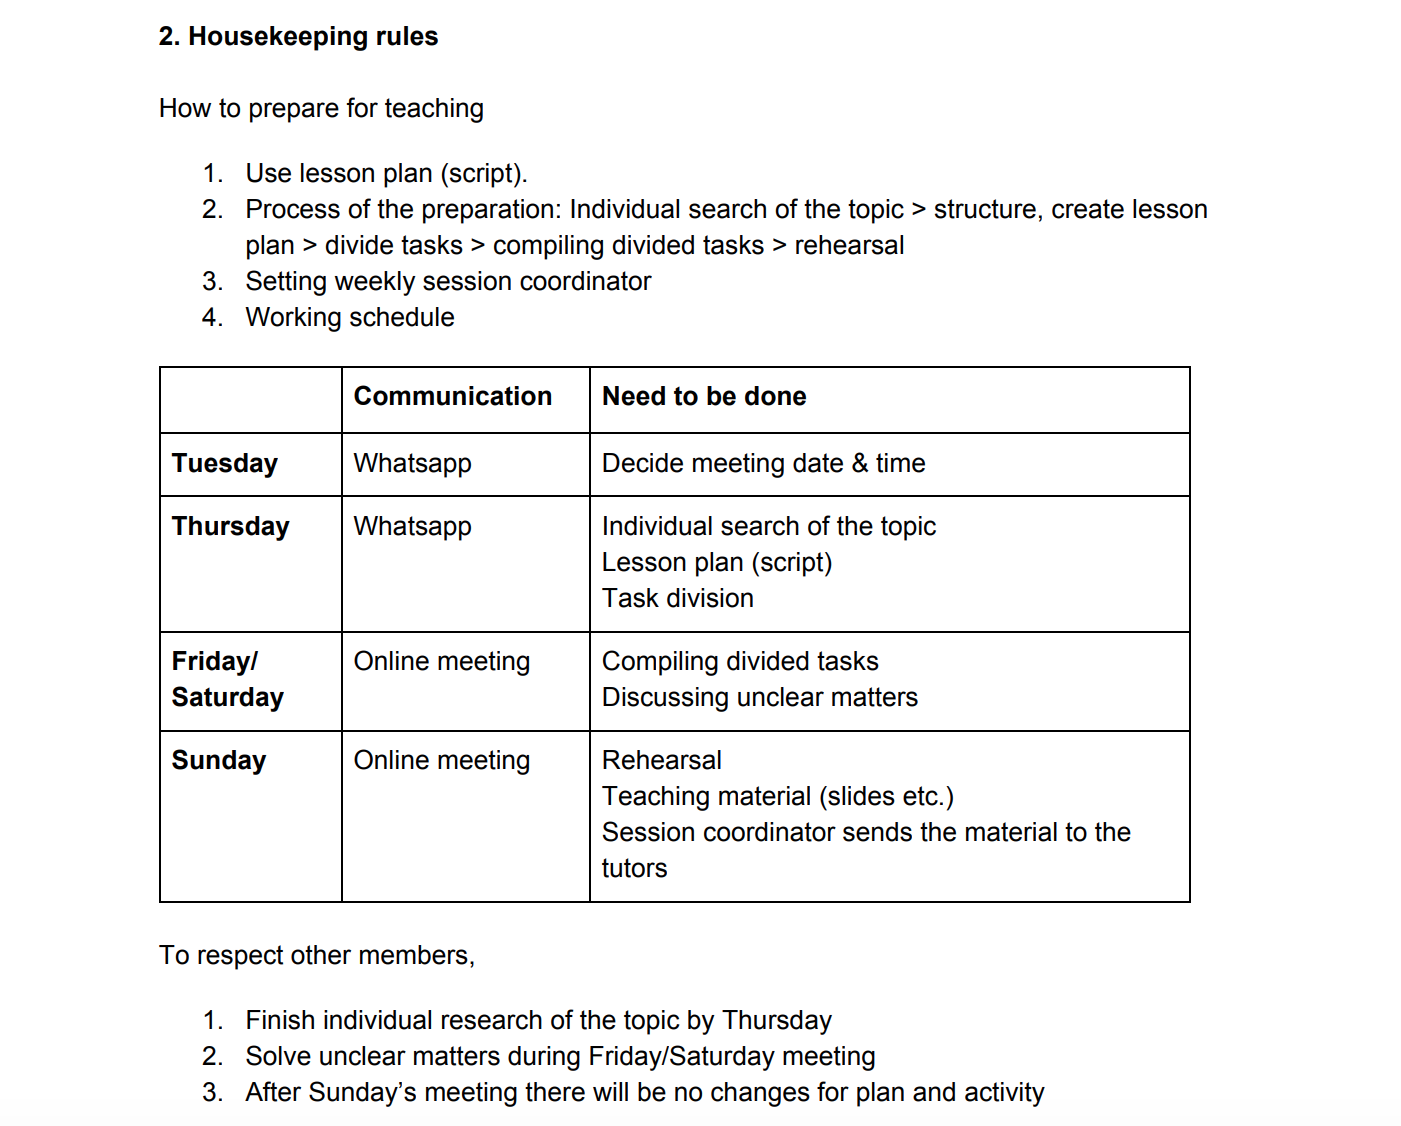 2. Housekeeping rules
How to prepare for teaching
1. Use lesson plan (script).
2. Process of the preparation: Individual search of the topic > structure, create lesson
plan > divide tasks > compiling divided tasks > rehearsal
3. Setting weekly session coordinator
4. Working schedule
Communication Need to be done
Tuesday Whatsapp Decide meeting date & time
Thursday Whatsapp Individual search of the topic
Lesson plan (script)
Task division
Friday/ Online meeting Compiling divided tasks
Saturday Discussing unclear matters
Sunday Online meeting Rehearsal
Teaching material (slides etc.)
Session coordinator sends the material to the
tutors
To respect other members,
1. Finish individual research of the topic by Thursday
2. Solve unclear matters during Friday/Saturday meeting
3. After Sunday’s meeting there will be no changes for plan and activity